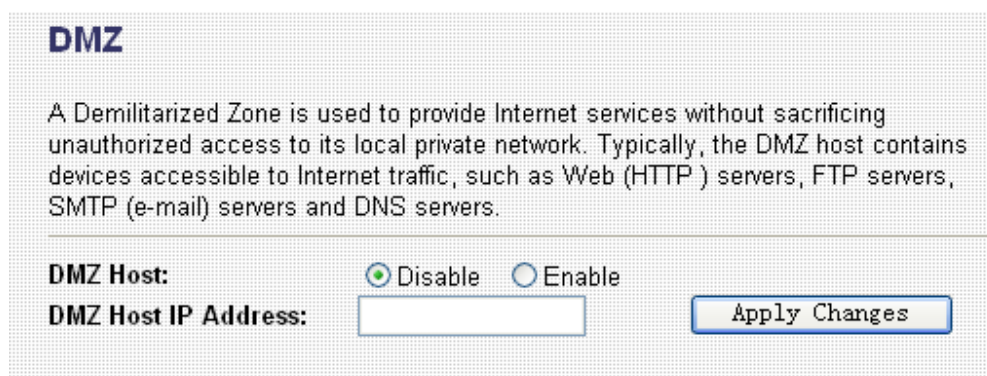 DMZ
A Demilitarized Zone is used to provide Internet services without sacrificing
unauthorized access to its local private network. Typically, the DMZ host contains
devices accessible to Internet traffic, such as Web (HTTP ) servers, FTP servers,
SMTP (e-mail) servers and DNS servers.
DMZ Host: Disable Enable
DMZ Host IP Address: Apply Changes